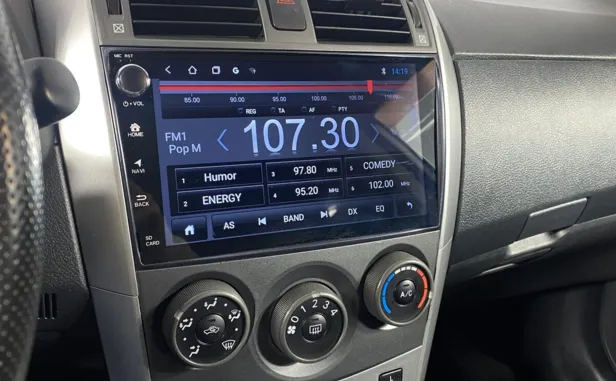 MIC RST
G
14:19
VOL
HOME
NAVI
BACK
SD
CARD
85.00 90.00 95.00 100.00 105.00 110.00
REG TA AF PTY
FM1
Pop M
107.30
1 Humor
2 ENERGY
3 97.80 MHz
4 95.20 MHz
5 COMEDY
6 102.00 MHz
AS BAND DX EQ
0 1 2 3 4
A/C